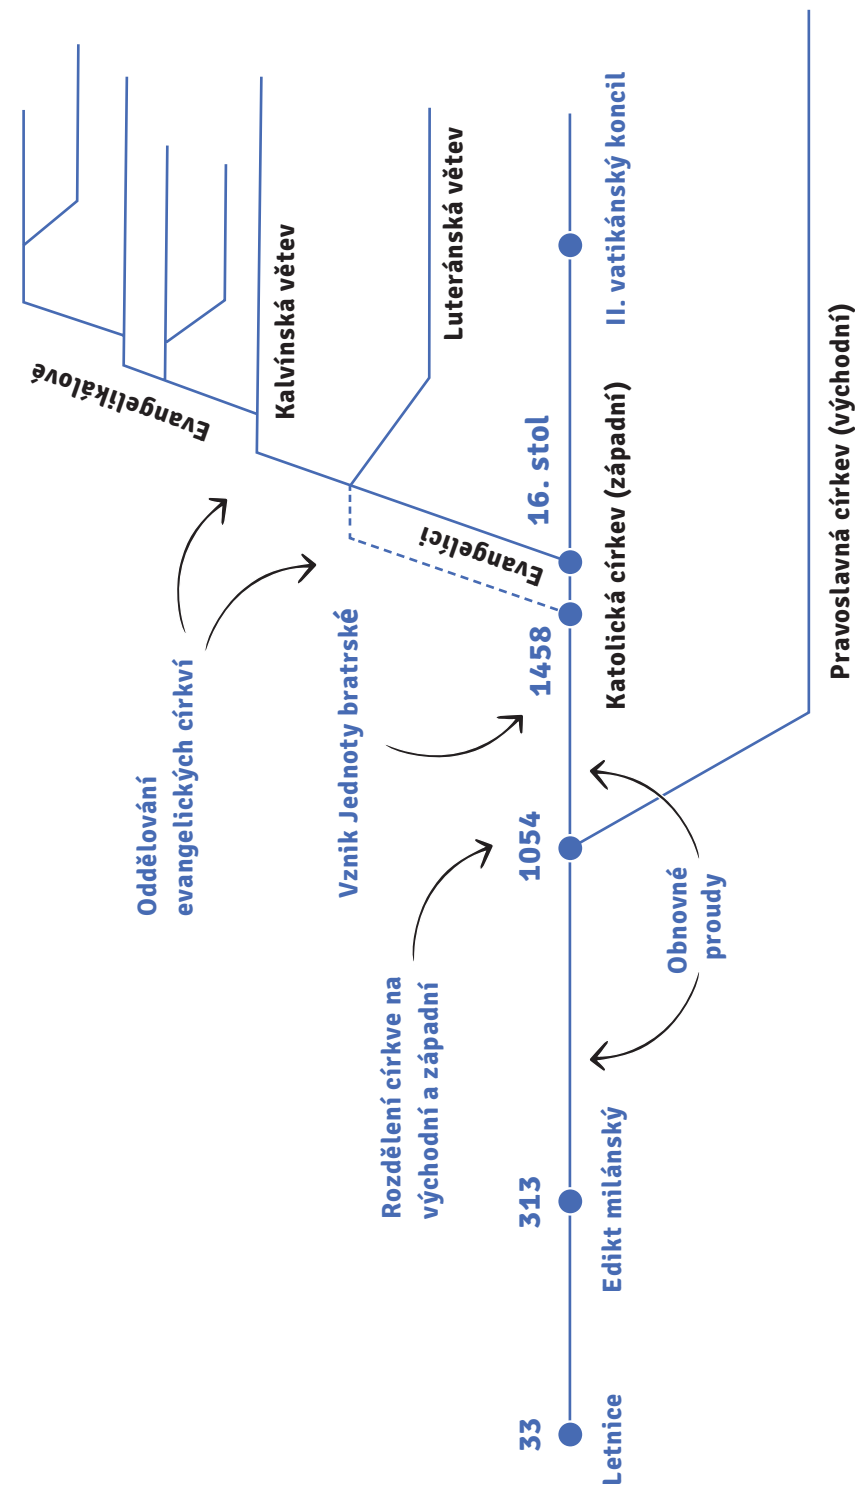 33
Letnice
313
Edikt milánský
Rozdělení církve na
východní a západní
1054
Obnovné
proudy
Vznik Jednoty bratrské
1458
Oddělování
evangelických církví
16. stol
Evangelíci
Evangelikálové
Kalvínská větev
Luteránská větev
II. vatikánský koncil
Katolická církev (západní)
Pravoslavná církev (východní)